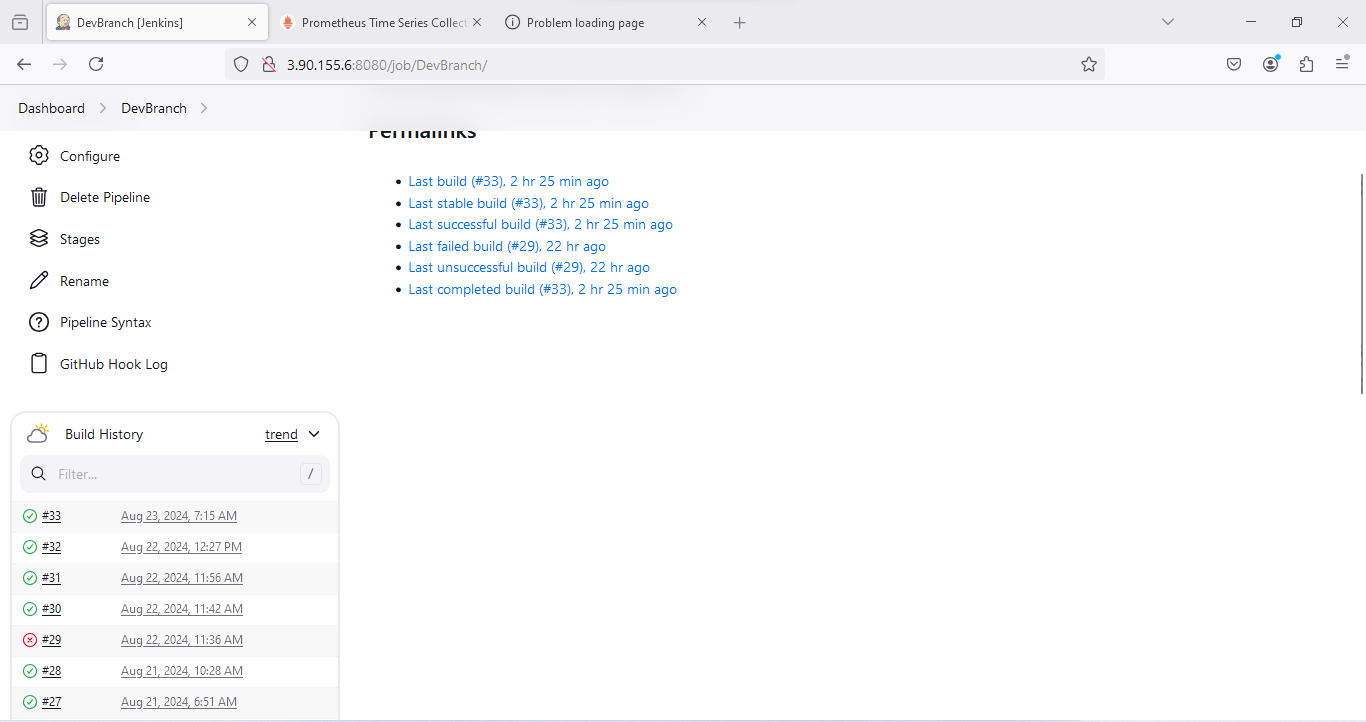 DevBranch [Jenkins]
Prometheus Time Series Collect
Problem loading page
3.90.155.6:8080/job/DevBranch/
Dashboard
DevBranch
Permalinks
Configure
Delete Pipeline
Stages
Rename
Pipeline Syntax
GitHub Hook Log
Last build (#33), 2 hr 25 min ago
Last stable build (#33), 2 hr 25 min ago
Last successful build (#33), 2 hr 25 min ago
Last failed build (#29), 22 hr ago
Last unsuccessful build (#29), 22 hr ago
Last completed build (#33), 2 hr 25 min ago
Build History
trend
Filter...
/
#33 Aug 23, 2024, 7:15 AM
#32 Aug 22, 2024, 12:27 PM
#31 Aug 22, 2024, 11:56 AM
#30 Aug 22, 2024, 11:42 AM
#29 Aug 22, 2024, 11:36 AM
#28 Aug 21, 2024, 10:28 AM
#27 Aug 21, 2024, 6:51 AM